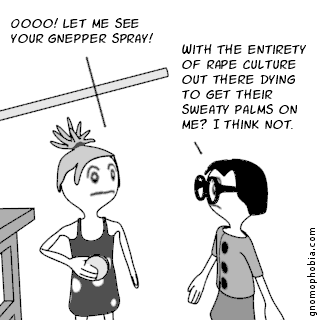 OOOO! LET ME SEE
YOUR GNEPPER SPRAY!
WITH THE ENTIRETY
OF RAPE CULTURE
OUT THERE DYING
TO GET THEIR
SWEATY PALMS ON
ME? I THINK NOT.
gnomophobia.com